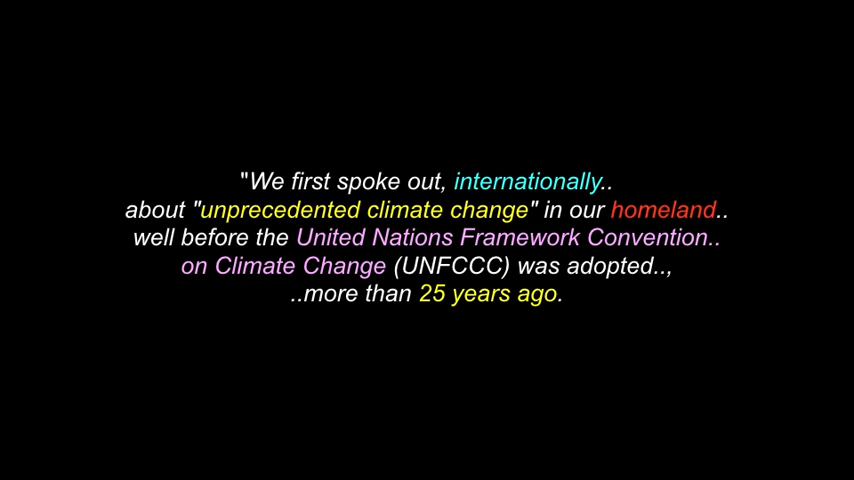 "We first spoke out, internationally..
about "unprecedented climate change" in our homeland..
well before the United Nations Framework Convention..
on Climate Change (UNFCCC) was adopted..,
..more than 25 years ago.